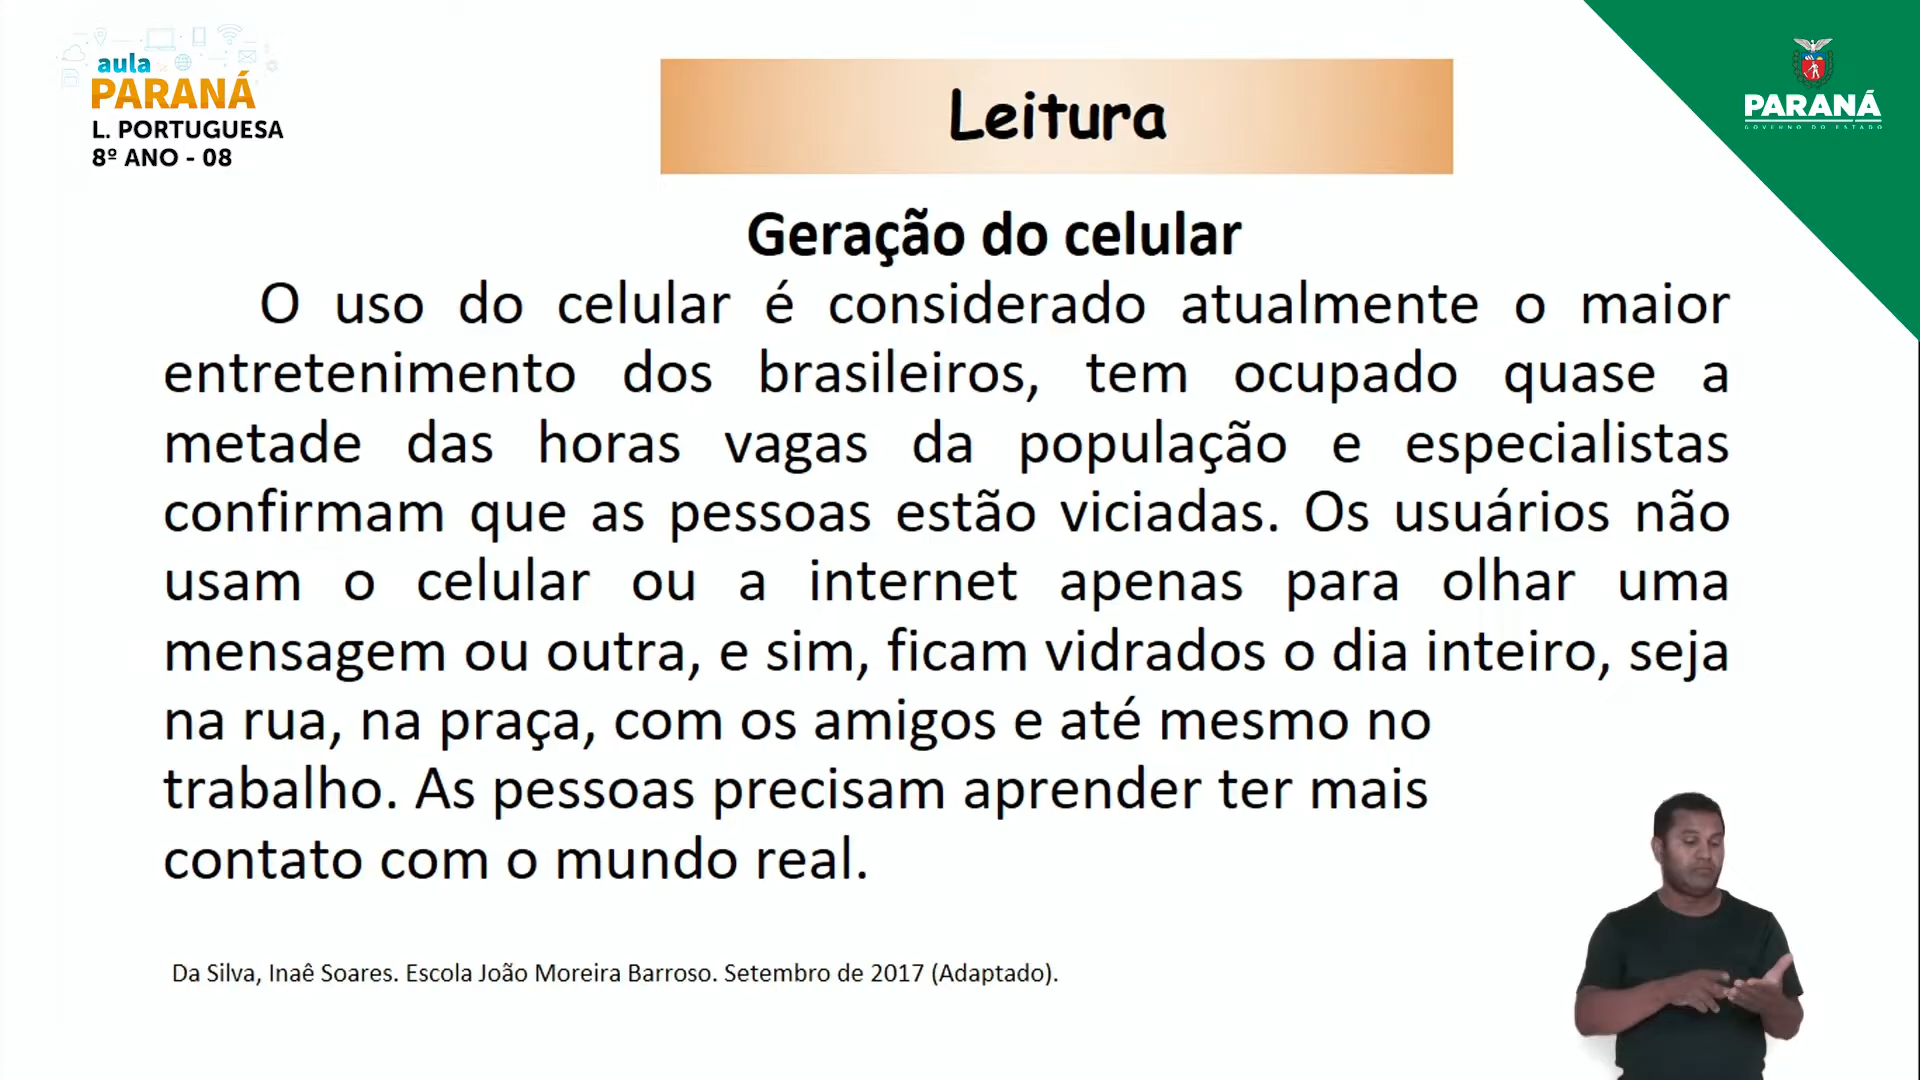 aula
PARANÁ
L. PORTUGUESA
8º ANO - 08
Leitura
PARANÁ
GOVERNO DO ESTADO
Geração do celular
O uso do celular é considerado atualmente o maior
entretenimento dos brasileiros, tem ocupado quase a
metade das horas vagas da população e especialistas
confirmam que as pessoas estão viciadas. Os usuários não
usam o celular ou a internet apenas para olhar uma
mensagem ou outra, e sim, ficam vidrados o dia inteiro, seja
na rua, na praça, com os amigos e até mesmo no
trabalho. As pessoas precisam aprender ter mais
contato com o mundo real.
Da Silva, Inaê Soares. Escola João Moreira Barroso. Setembro de 2017 (Adaptado).